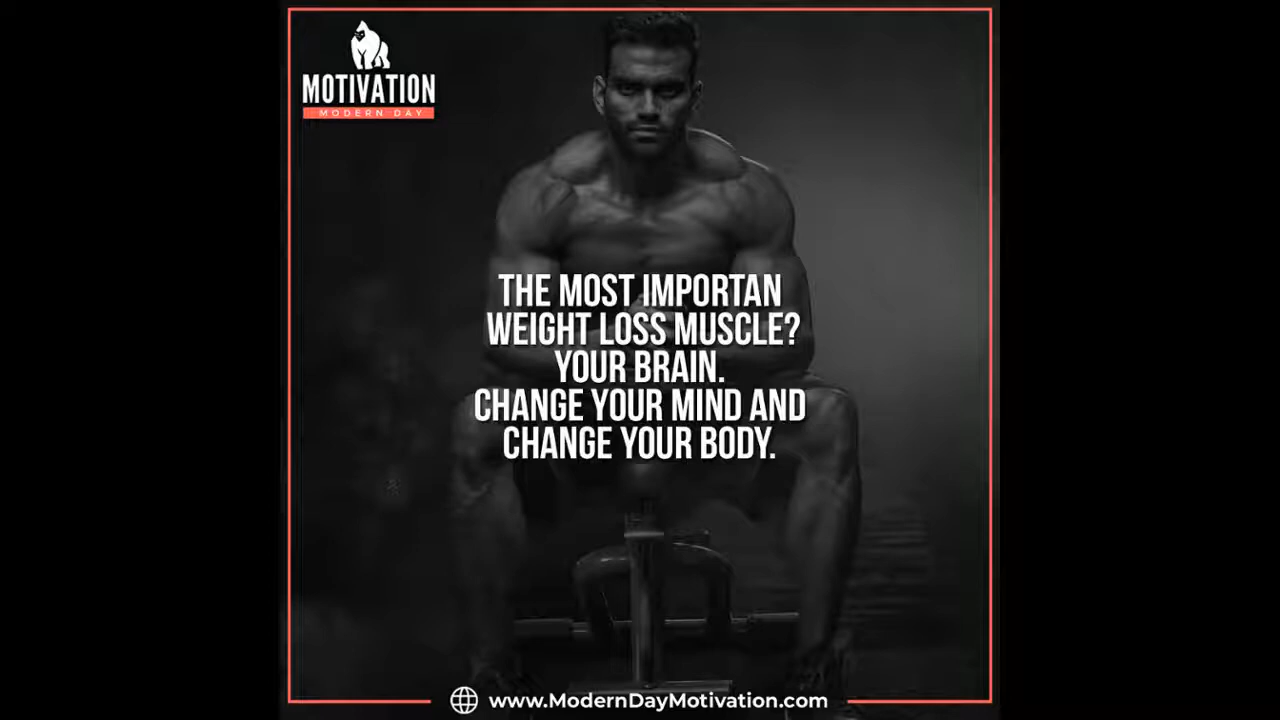 MOTIVATION
MODERN DAY
THE MOST IMPORTAN
WEIGHT LOSS MUSCLE?
YOUR BRAIN.
CHANGE YOUR MIND AND
CHANGE YOUR BODY.
www.ModernDayMotivation.com